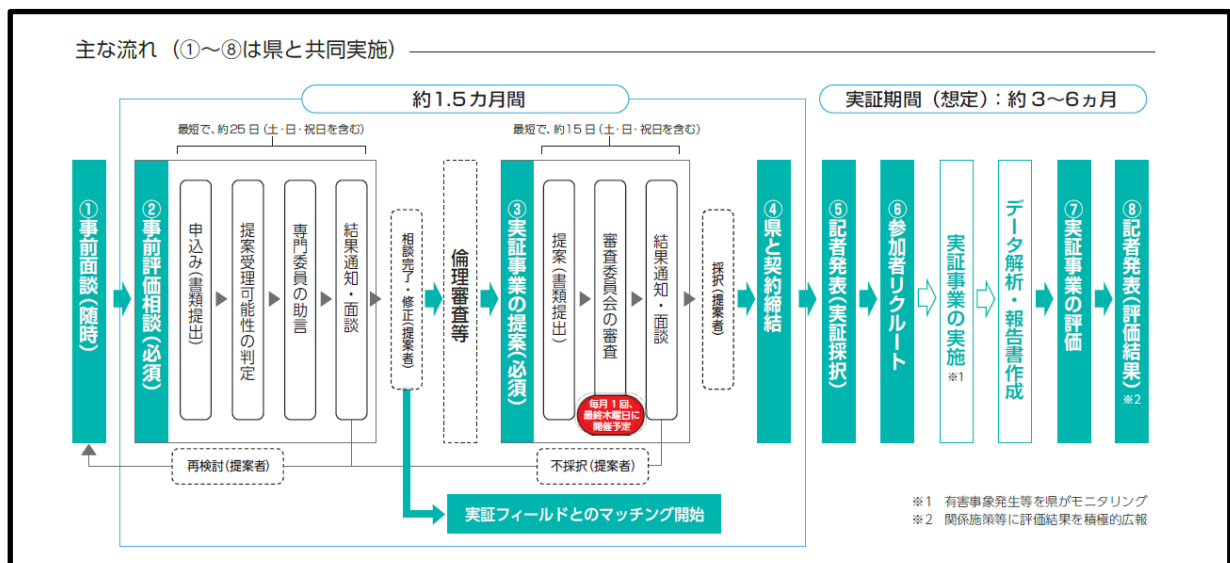 主な流れ（①～⑧は県と共同実施）
約1.5カ月間
実証期間（想定）：約3～6ヵ月
最短で、約25日（土・日・祝日を含む）
最短で、約15日（土・日・祝日を含む）
①事前面談（随時）
②事前評価相談（必須）
申込み（書類提出）
提案受理可能性の判定
専門委員の助言
結果通知・面談
相談完了・修正（提案者）
倫理審査等
③実証事業の提案（必須）
提案（書類提出）
審査委員会の審査
毎月1回、
最終木曜日に
開催予定
結果通知・面談
採択（提案者）
④県と契約締結
⑤記者発表（実証採択）
⑥参加者リクルート
実証事業の実施
※1
データ解析・報告書作成
⑦実証事業の評価
⑧記者発表（評価結果）
※2
再検討（提案者）
不採択（提案者）
実証フィールドとのマッチング開始
※1 有害事象発生等を県がモニタリング
※2 関係施策等に評価結果を積極的広報